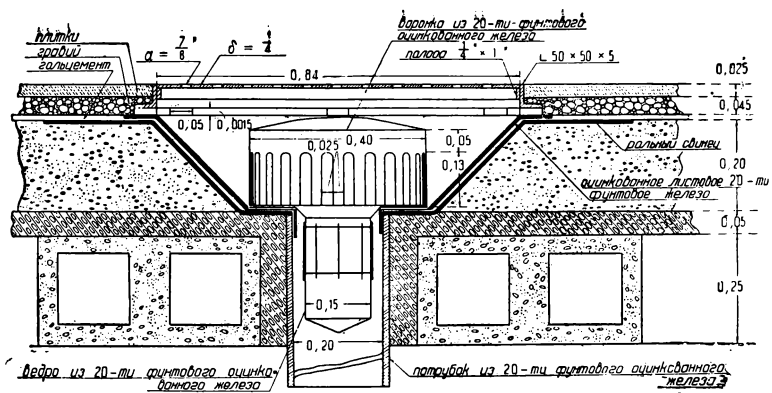 воронка из 20-ти-фунтового
оцинкованного железа
плитки
гравий
гольцемент
a = 7/8"
δ = 1/4"
полоса 1/4" × 1"
L 50 × 50 × 5
0,84
0,025
0,045
0,05
0,0015
0,40
0,025
0,05
0,13
рольный свинец
0,20
оцинкованное листовое 20-ти
фунтовое железо
0,05
0,15
0,25
0,20
ведро из 20-ти фунтового оцинко-
ванного железа
патрубок из 20-ти фунтового оцинкованного
железа